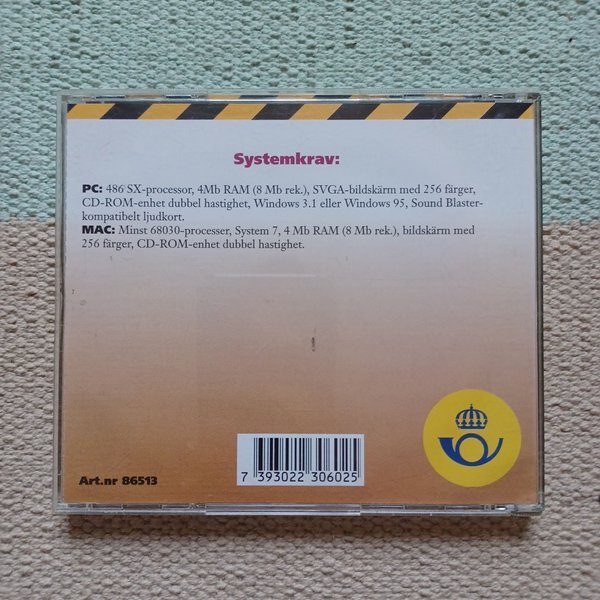 Systemkrav:
PC: 486 SX-processor, 4Mb RAM (8 Mb rek.), SVGA-bildskärm med 256 färger,
CD-ROM-enhet dubbel hastighet, Windows 3.1 eller Windows 95, Sound Blaster-
kompatibelt ljudkort.
MAC: Minst 68030-processer, System 7, 4 Mb RAM (8 Mb rek.), bildskärm med
256 färger, CD-ROM-enhet dubbel hastighet.
Art.nr 86513
7 393022 306025